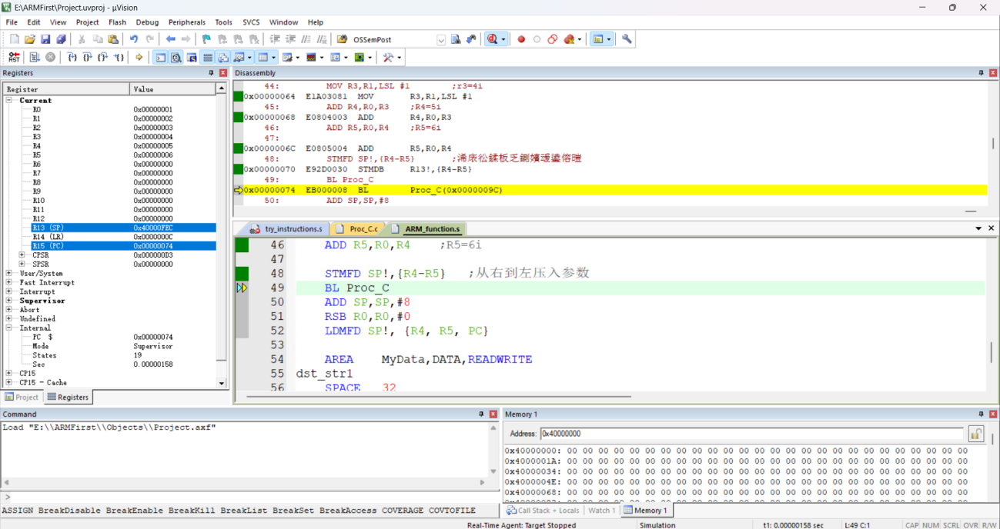 E:\ARMFirst\Project.uvproj - µVision
File Edit View Project Flash Debug Peripherals Tools SVCS Window Help
OSSemPost
Registers
Register Value
Current
R0 0x00000001
R1 0x00000002
R2 0x00000003
R3 0x00000004
R4 0x00000005
R5 0x00000006
R6 0x00000000
R7 0x00000000
R8 0x00000000
R9 0x00000000
R10 0x00000000
R11 0x00000000
R12 0x00000000
R13 (SP) 0x40000FEC
R14 (LR) 0x0000000C
R15 (PC) 0x00000074
CPSR 0x000000D3
SPSR 0x00000000
User/System
Fast Interrupt
Interrupt
Supervisor
Abort
Undefined
Internal
PC $ 0x00000074
Mode Supervisor
States 19
Sec 0.00000158
CP15
CP15 - Cache
Project Registers
Disassembly
44: MOV R3,R1,LSL #1 ;r3=4i
0x00000064 E1A03081 MOV R3,R1,LSL #1
45: ADD R4,R0,R3 ;R4=5i
0x00000068 E0804003 ADD R4,R0,R3
46: ADD R5,R0,R4 ;R5=6i
47:
0x0000006C E0805004 ADD R5,R0,R4
48: STMFD SP!,{R4-R5} ;
0x00000070 E92D0030 STMDB R13!,{R4-R5}
49: BL Proc_C
0x00000074 EB000008 BL Proc_C(0x0000009C)
50: ADD SP,SP,#8
try_instructions.s Proc_C.c ARM_function.s
46 ADD R5,R0,R4 ;R5=6i
47
48 STMFD SP!,{R4-R5} ;从右到左压入参数
49 BL Proc_C
50 ADD SP,SP,#8
51 RSB R0,R0,#0
52 LDMFD SP!, {R4, R5, PC}
53
54 AREA MyData,DATA,READWRITE
55 dst_str1
56 SPACE 32
Command
Load "E:\\ARMFirst\\Objects\\Project.axf"
>
ASSIGN BreakDisable BreakEnable BreakKill BreakList BreakSet BreakAccess COVERAGE COVTOFILE
Memory 1
Address: 0x40000000
0x40000000: 00 00 00 00 00 00 00 00 00 00 00 00 00 00 00 00 00 00 00 00 00 00 00 00 00 00
0x4000001A: 00 00 00 00 00 00 00 00 00 00 00 00 00 00 00 00 00 00 00 00 00 00 00 00 00 00
0x40000034: 00 00 00 00 00 00 00 00 00 00 00 00 00 00 00 00 00 00 00 00 00 00 00 00 00 00
0x4000004E: 00 00 00 00 00 00 00 00 00 00 00 00 00 00 00 00 00 00 00 00 00 00 00 00 00 00
0x40000068: 00 00 00 00 00 00 00 00 00 00 00 00 00 00 00 00 00 00 00 00 00 00 00 00 00 00
Call Stack + Locals Watch 1 Memory 1
Real-Time Agent: Target Stopped Simulation t1: 0.00000158 sec L:49 C:1 CAP NUM SCRL OVR R/W